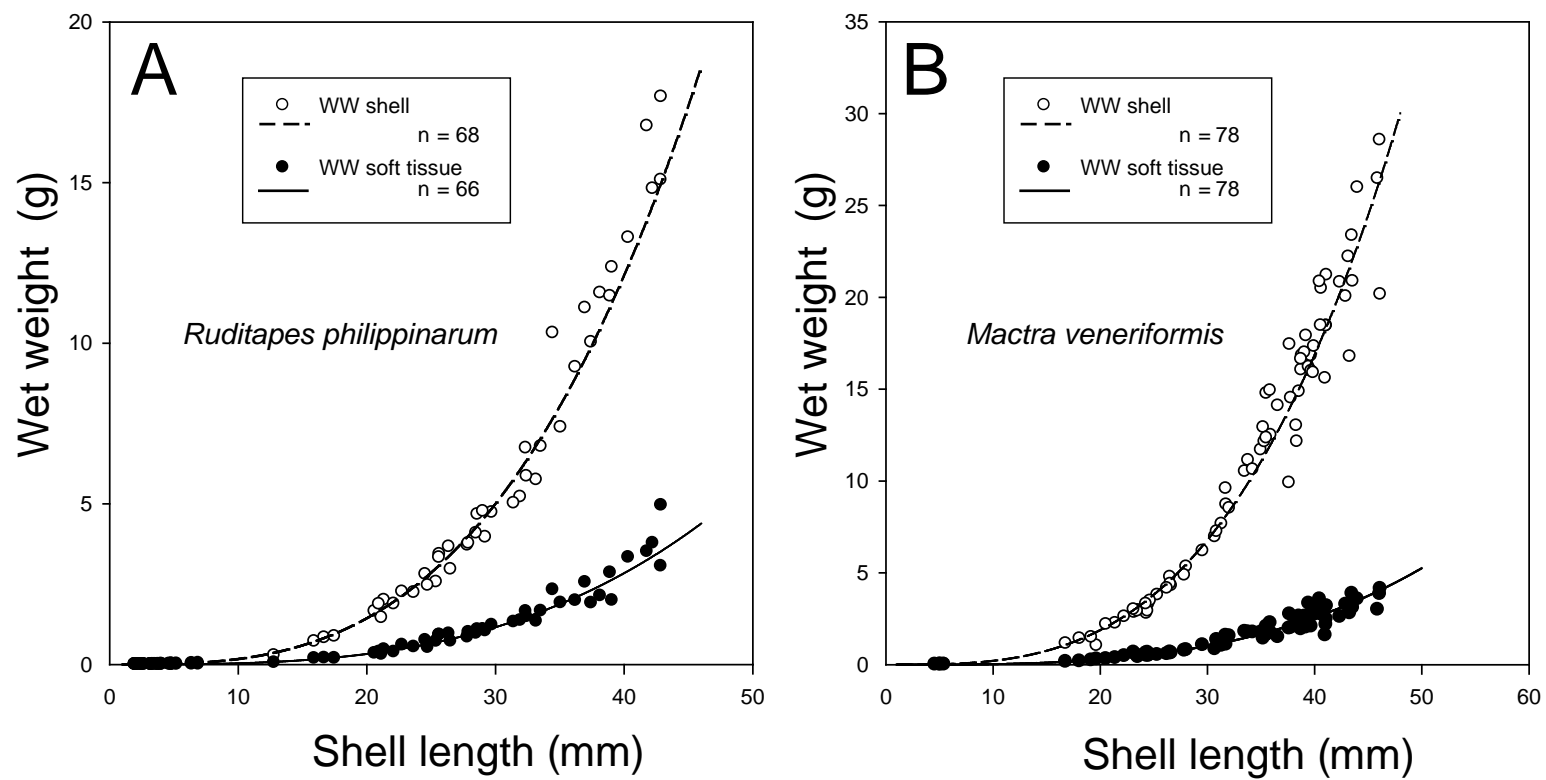 A
WW shell
n = 68
WW soft tissue
n = 66
Ruditapes philippinarum
Wet weight (g)
20
15
10
5
0
0 10 20 30 40 50
Shell length (mm)
B
WW shell
n = 78
WW soft tissue
n = 78
Mactra veneriformis
Wet weight (g)
35
30
25
20
15
10
5
0
0 10 20 30 40 50 60
Shell length (mm)